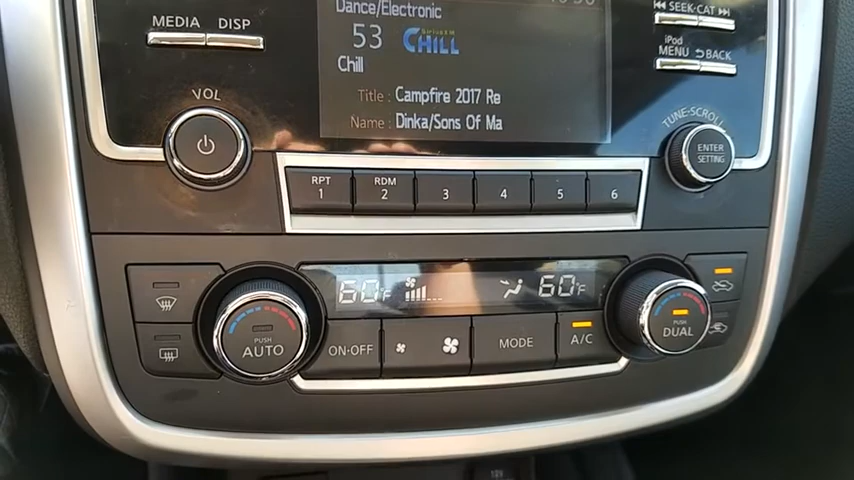 MEDIA DISP
Dance/Electronic
53 CHILL
Chill
Title : Campfire 2017 Re
Name : Dinka/Sons Of Ma
SEEK·CAT
iPod
MENU BACK
VOL
TUNE·SCROLL
ENTER
SETTING
RPT
1
RDM
2
3
4
5
6
60°F
60°F
PUSH
AUTO
ON·OFF
MODE
A/C
PUSH
DUAL